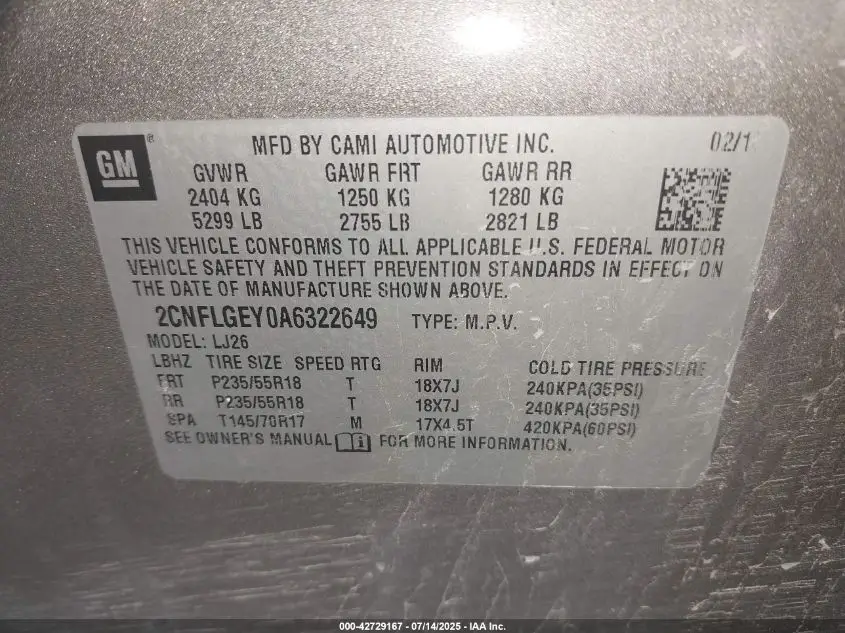 GM
MFD BY CAMI AUTOMOTIVE INC. 02/1
GVWR GAWR FRT GAWR RR
2404 KG 1250 KG 1280 KG
5299 LB 2755 LB 2821 LB
THIS VEHICLE CONFORMS TO ALL APPLICABLE U.S. FEDERAL MOTOR
VEHICLE SAFETY AND THEFT PREVENTION STANDARDS IN EFFECT ON
THE DATE OF MANUFACTURE SHOWN ABOVE.
2CNFLGEY0A6322649 TYPE: M.P.V.
MODEL: LJ26
LBHZ TIRE SIZE SPEED RTG RIM COLD TIRE PRESSURE
FRT P235/55R18 T 18X7J 240KPA(35PSI)
RR P235/55R18 T 18X7J 240KPA(35PSI)
SPA T145/70R17 M 17X4.5T 420KPA(60PSI)
SEE OWNER'S MANUAL FOR MORE INFORMATION.
000-42729167 - 07/14/2025 - IAA Inc.